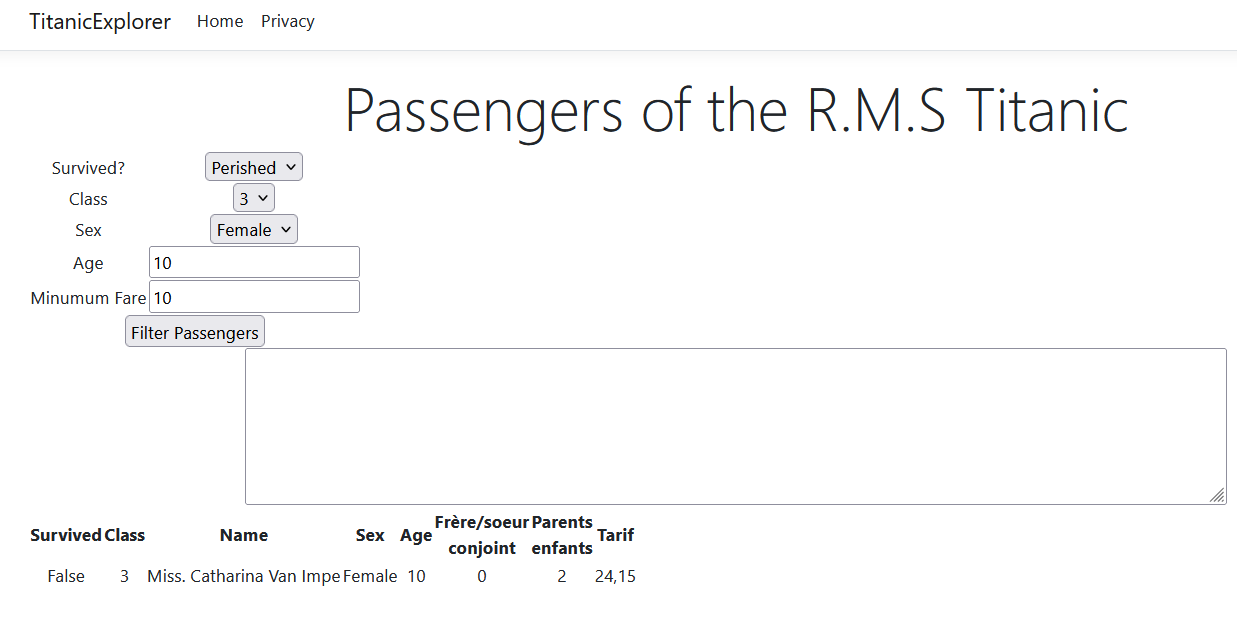 TitanicExplorer Home Privacy
Passengers of the R.M.S Titanic
Survived? Perished
Class 3
Sex Female
Age 10
Minumum Fare 10
Filter Passengers
Survived Class Name Sex Age Frère/soeur conjoint Parents enfants Tarif
False 3 Miss. Catharina Van Impe Female 10 0 2 24,15